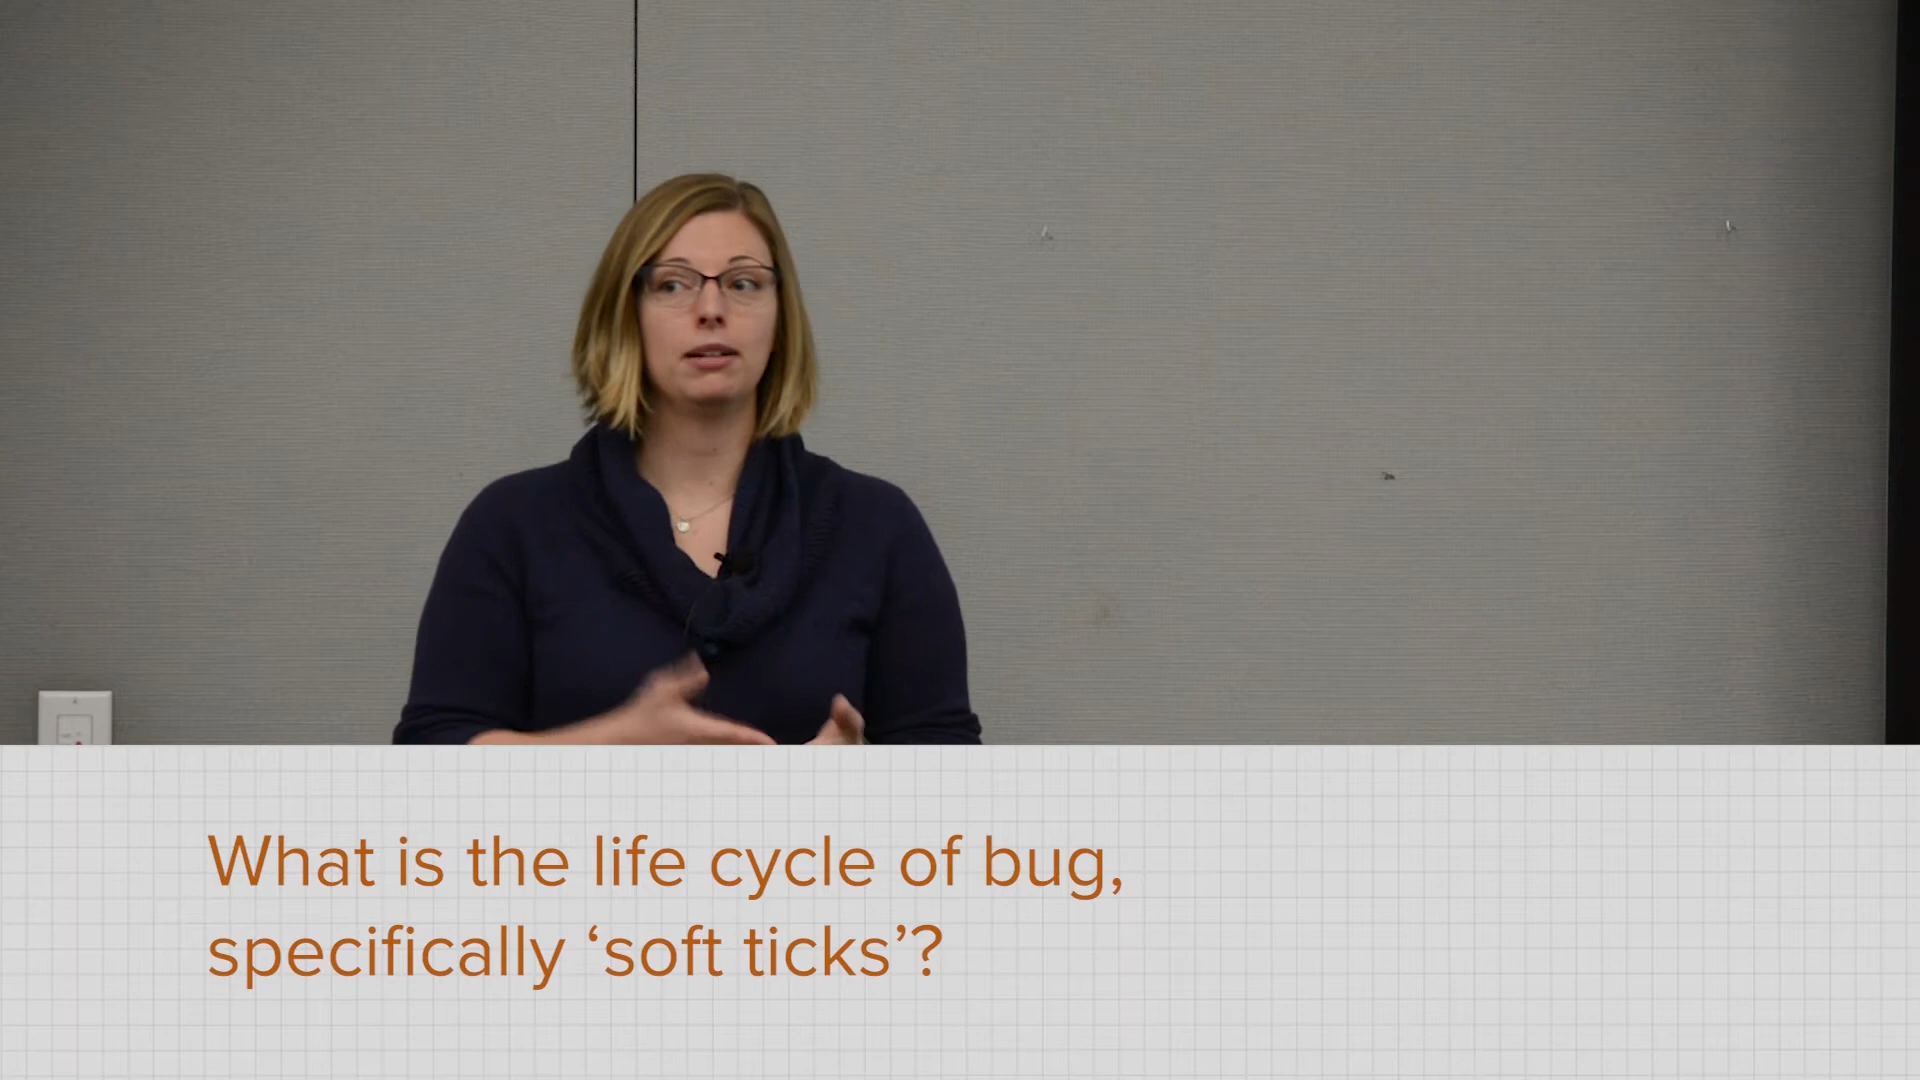 What is the life cycle of bug,
specifically ‘soft ticks’?